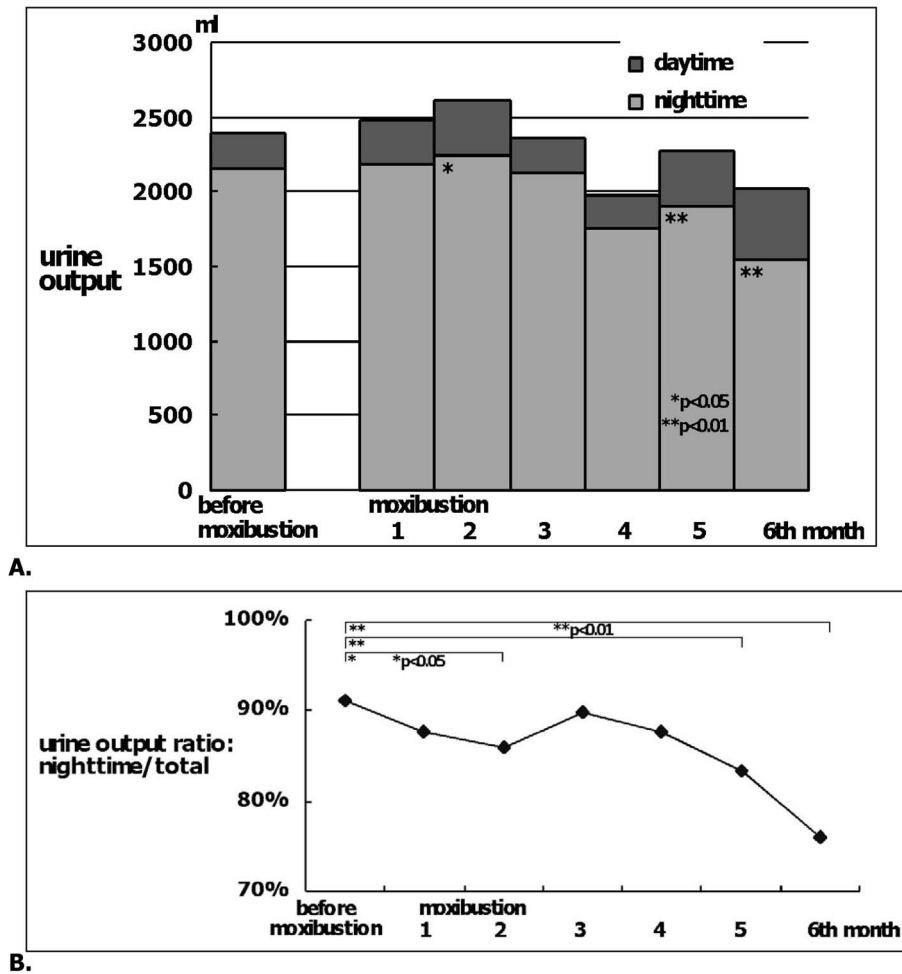 ml
3000
daytime
nighttime
2500
*
2000
**
urine
output
1500
**
1000
500
*p<0.05
**p<0.01
0
before
moxibustion
moxibustion
1 2 3 4 5 6th month
A.
100%
** **p<0.01
**
* *p<0.05
90%
urine output ratio:
nighttime/total
80%
70%
before
moxibustion
moxibustion
1 2 3 4 5 6th month
B.